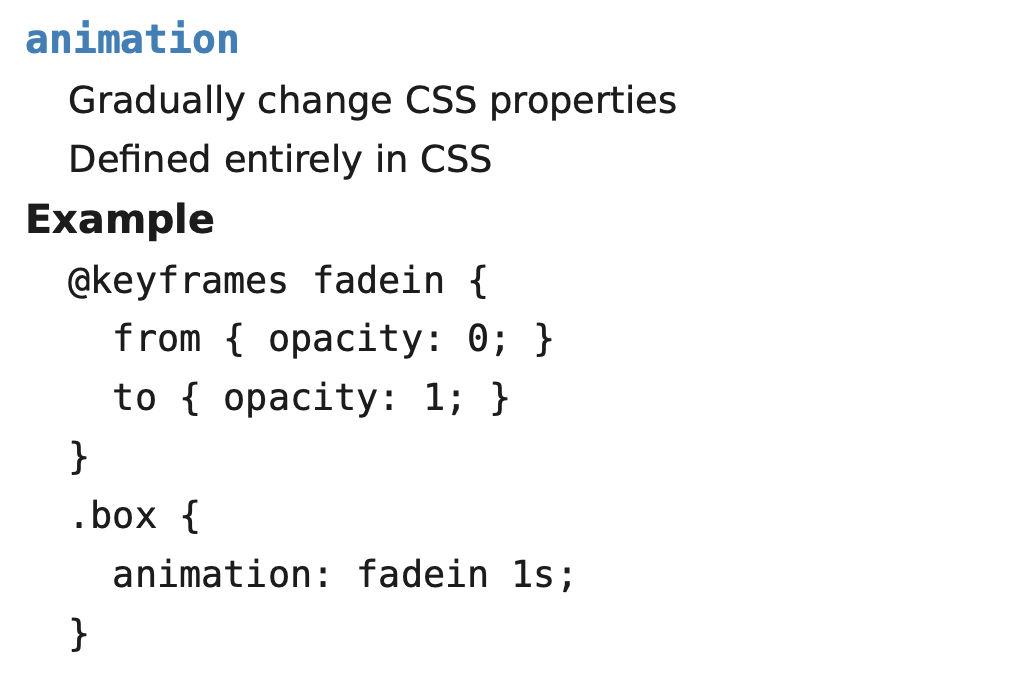 animation
Gradually change CSS properties
Defined entirely in CSS
Example
@keyframes fadein {
  from { opacity: 0; }
  to { opacity: 1; }
}
.box {
  animation: fadein 1s;
}